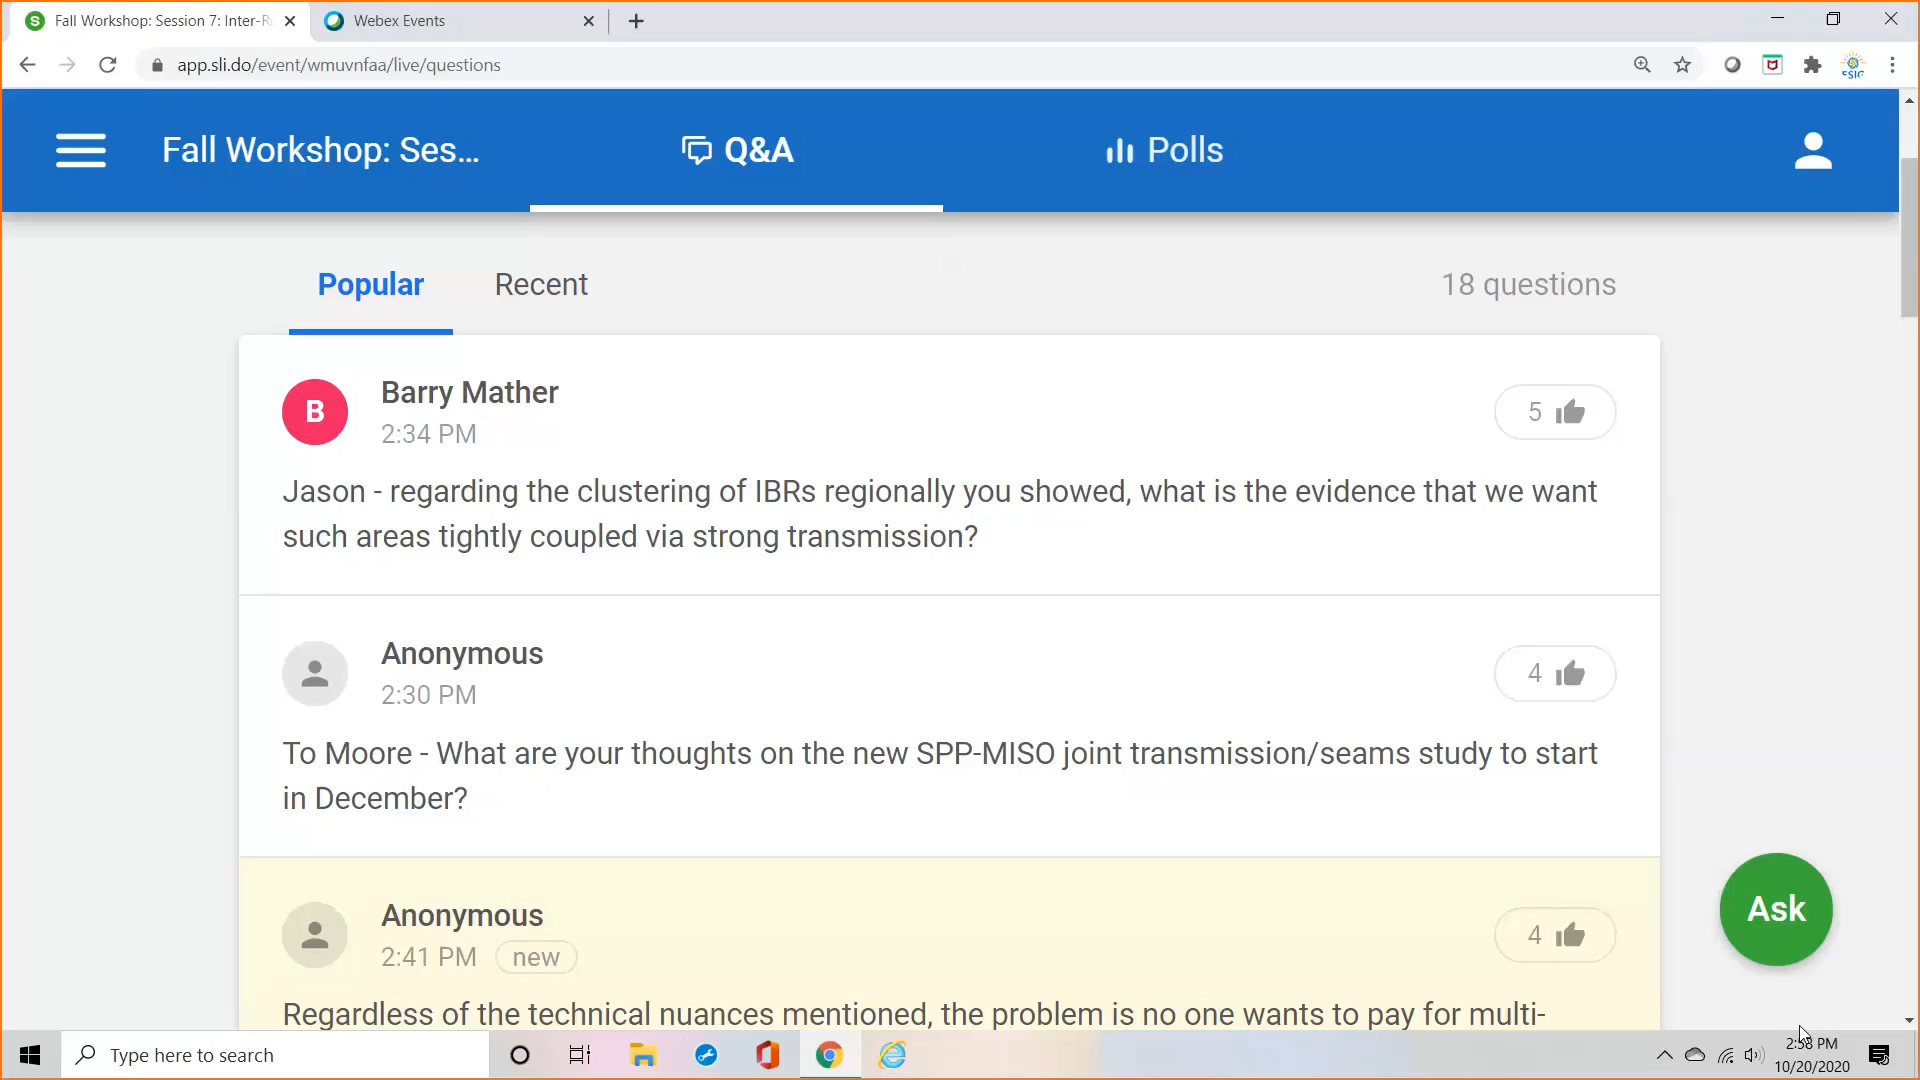 S Fall Workshop: Session 7: Inter-R
Webex Events
app.sli.do/event/wmuvnfaa/live/questions
ESIG
Fall Workshop: Ses...
Q&A
Polls
Popular
Recent
18 questions
B
Barry Mather
2:34 PM
5
Jason - regarding the clustering of IBRs regionally you showed, what is the evidence that we want
such areas tightly coupled via strong transmission?
Anonymous
2:30 PM
4
To Moore - What are your thoughts on the new SPP-MISO joint transmission/seams study to start
in December?
Anonymous
2:41 PM
new
4
Regardless of the technical nuances mentioned, the problem is no one wants to pay for multi-
Ask
Type here to search
2:58 PM
10/20/2020